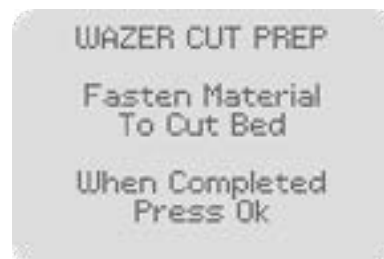 WAZER CUT PREP
Fasten Material
To Cut Bed
When Completed
Press Ok